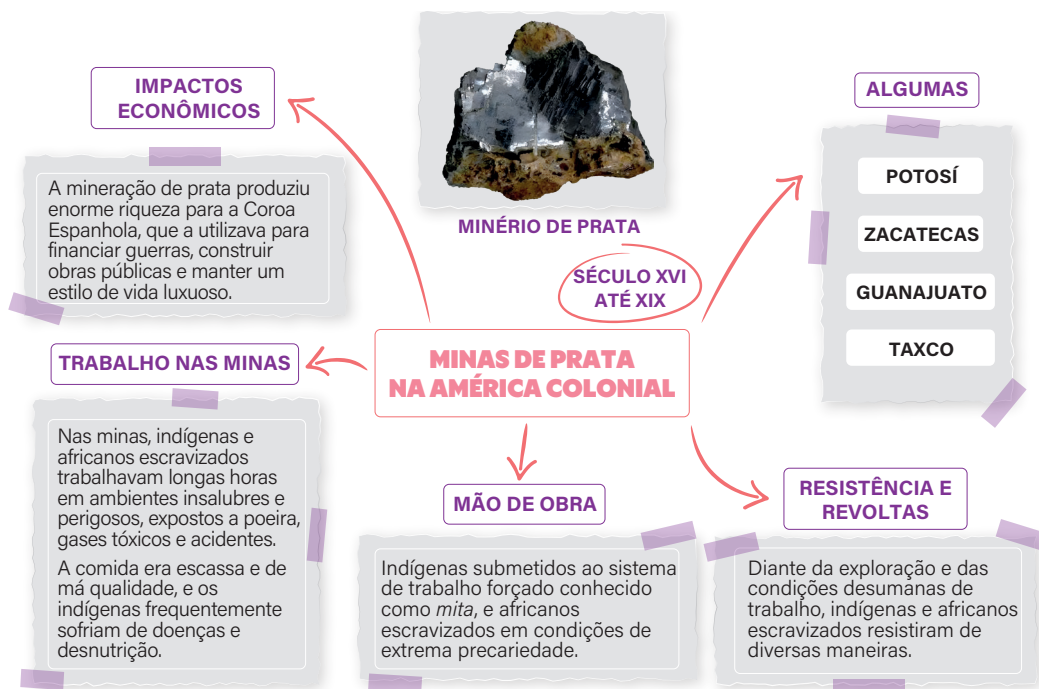 MINÉRIO DE PRATA
SÉCULO XVI
ATÉ XIX
MINAS DE PRATA
NA AMÉRICA COLONIAL
IMPACTOS
ECONÔMICOS
A mineração de prata produziu
enorme riqueza para a Coroa
Espanhola, que a utilizava para
financiar guerras, construir
obras públicas e manter um
estilo de vida luxuoso.
ALGUMAS
POTOSÍ
ZACATECAS
GUANAJUATO
TAXCO
TRABALHO NAS MINAS
Nas minas, indígenas e
africanos escravizados
trabalhavam longas horas
em ambientes insalubres e
perigosos, expostos a poeira,
gases tóxicos e acidentes.
A comida era escassa e de
má qualidade, e os
indígenas frequentemente
sofriam de doenças e
desnutrição.
MÃO DE OBRA
Indígenas submetidos ao sistema
de trabalho forçado conhecido
como mita, e africanos
escravizados em condições de
extrema precariedade.
RESISTÊNCIA E
REVOLTAS
Diante da exploração e das
condições desumanas de
trabalho, indígenas e africanos
escravizados resistiram de
diversas maneiras.